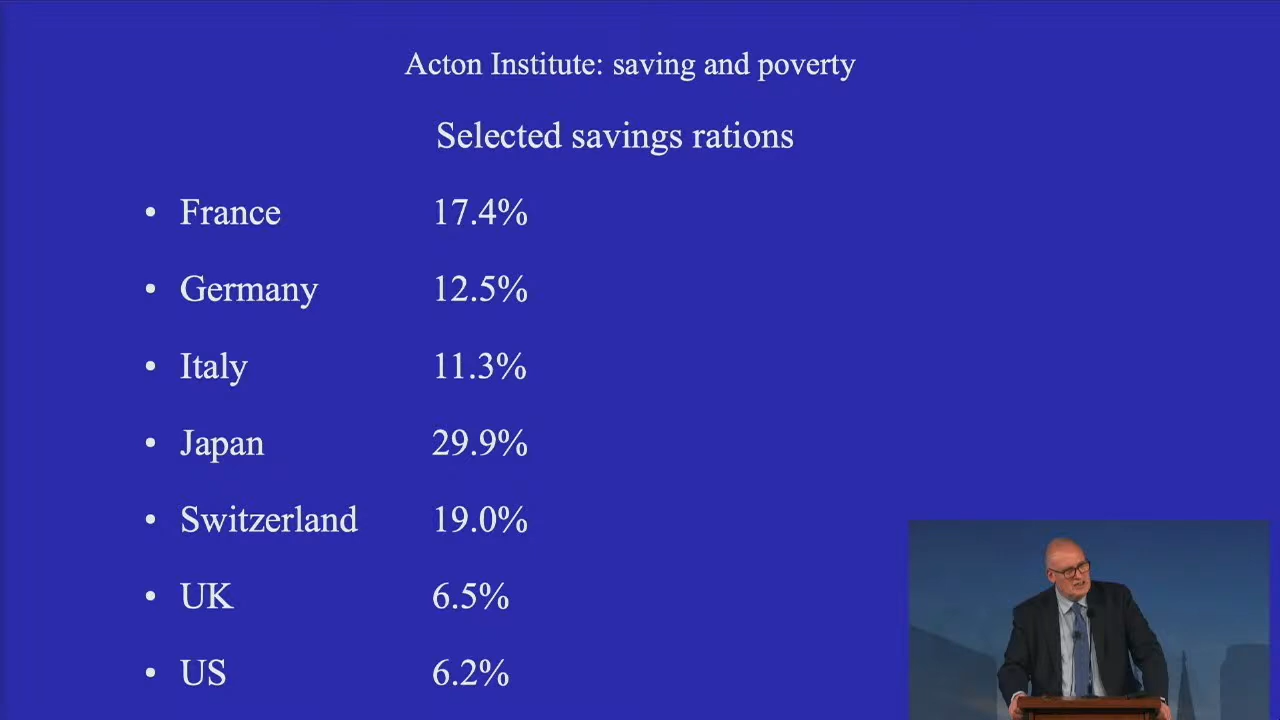 Acton Institute: saving and poverty
Selected savings rations
• France 17.4%
• Germany 12.5%
• Italy 11.3%
• Japan 29.9%
• Switzerland 19.0%
• UK 6.5%
• US 6.2%